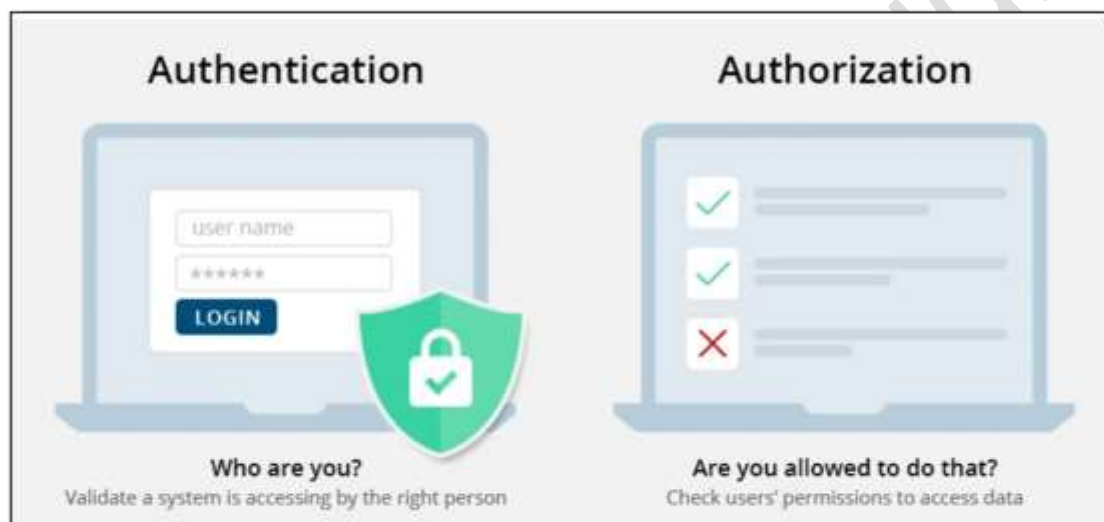 Authentication
Authorization
user name
******
LOGIN
Who are you?
Validate a system is accessing by the right person
Are you allowed to do that?
Check users' permissions to access data